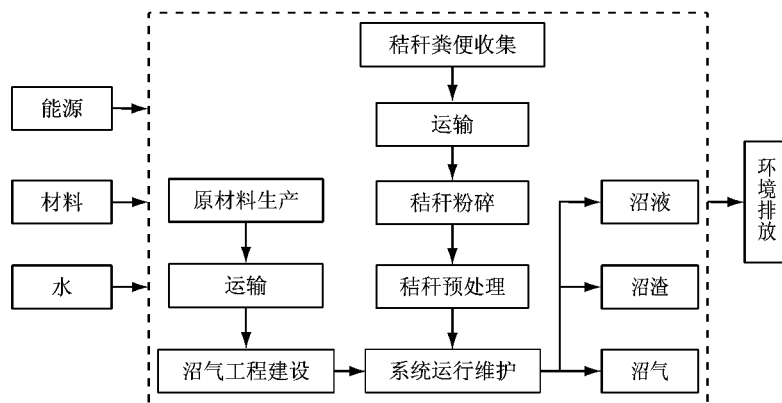 秸秆粪便收集
能源
运输
材料
原材料生产
秸秆粉碎
沼液
环境排放
水
运输
秸秆预处理
沼渣
沼气工程建设
系统运行维护
沼气